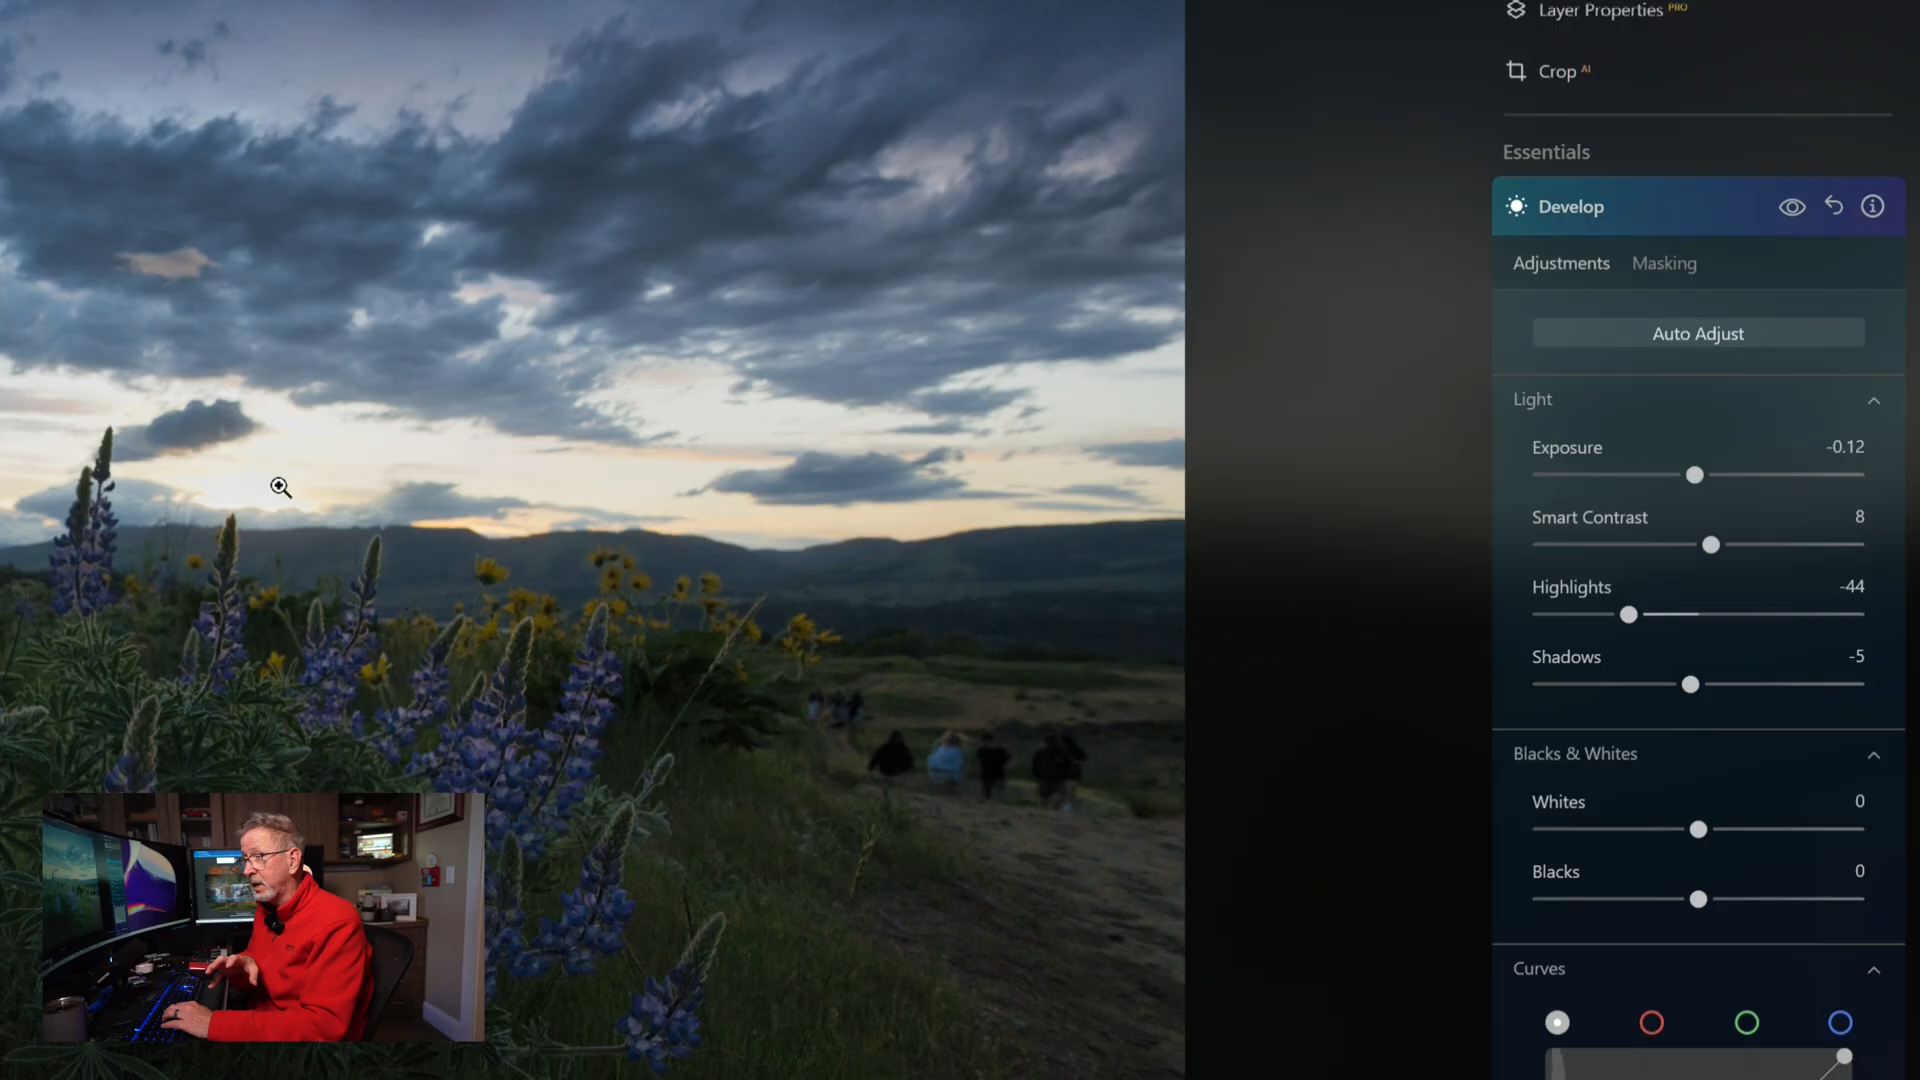 Layer Properties PRO
Crop AI
Essentials
Develop
Adjustments Masking
Auto Adjust
Light
Exposure -0.12
Smart Contrast 8
Highlights -44
Shadows -5
Blacks & Whites
Whites 0
Blacks 0
Curves